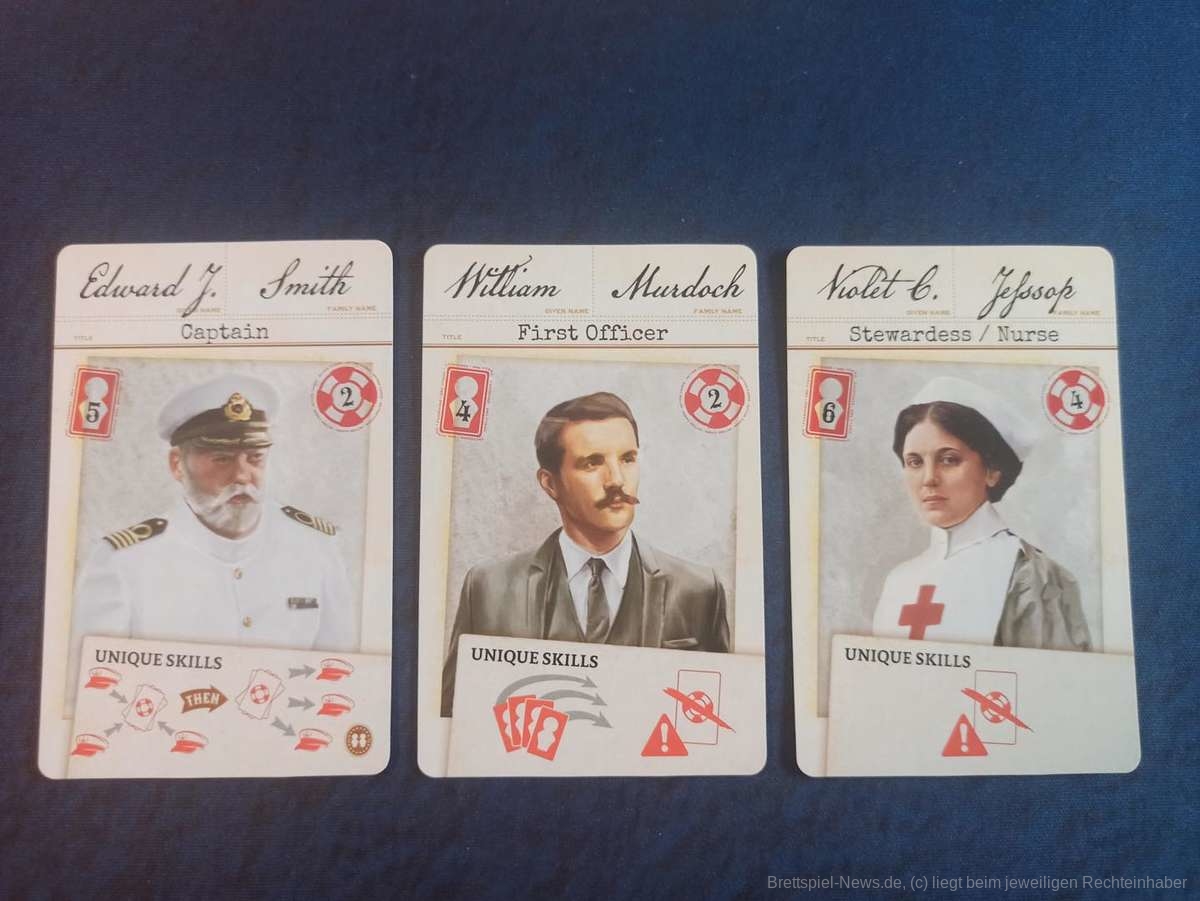 Edward J. Smith
GIVEN NAME FAMILY NAME
TITLE Captain
5 2
UNIQUE SKILLS
THEN
William Murdoch
GIVEN NAME FAMILY NAME
TITLE First Officer
4 2
UNIQUE SKILLS
Violet C. Jessop
GIVEN NAME FAMILY NAME
TITLE Stewardess / Nurse
6 4
UNIQUE SKILLS
Brettspiel-News.de, (c) liegt beim jeweiligen Rechteinhaber